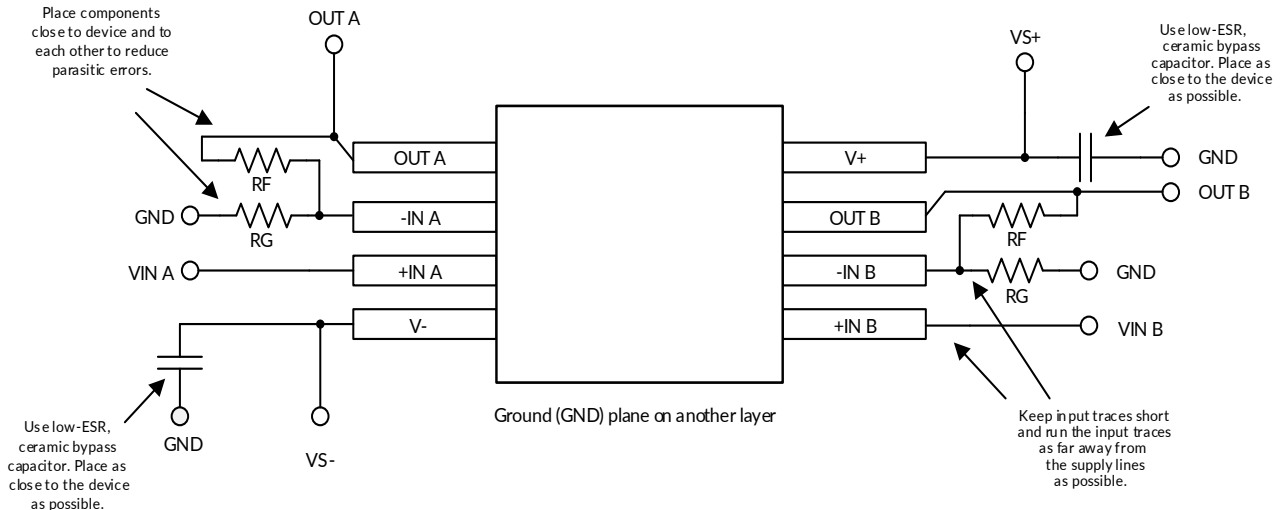 Place components
close to device and to
each other to reduce
parasitic errors.
OUT A
VS+
Use low-ESR,
ceramic bypass
capacitor. Place as
close to the device
as possible.
OUT A
RF
GND
RG
-IN A
VIN A
+IN A
V-
V+
GND
OUT B
OUT B
RF
-IN B
RG
GND
+IN B
VIN B
Ground (GND) plane on another layer
Use low-ESR,
ceramic bypass
capacitor. Place as
close to the device
as possible.
GND
VS-
Keep input traces short
and run the input traces
as far away from
the supply lines
as possible.